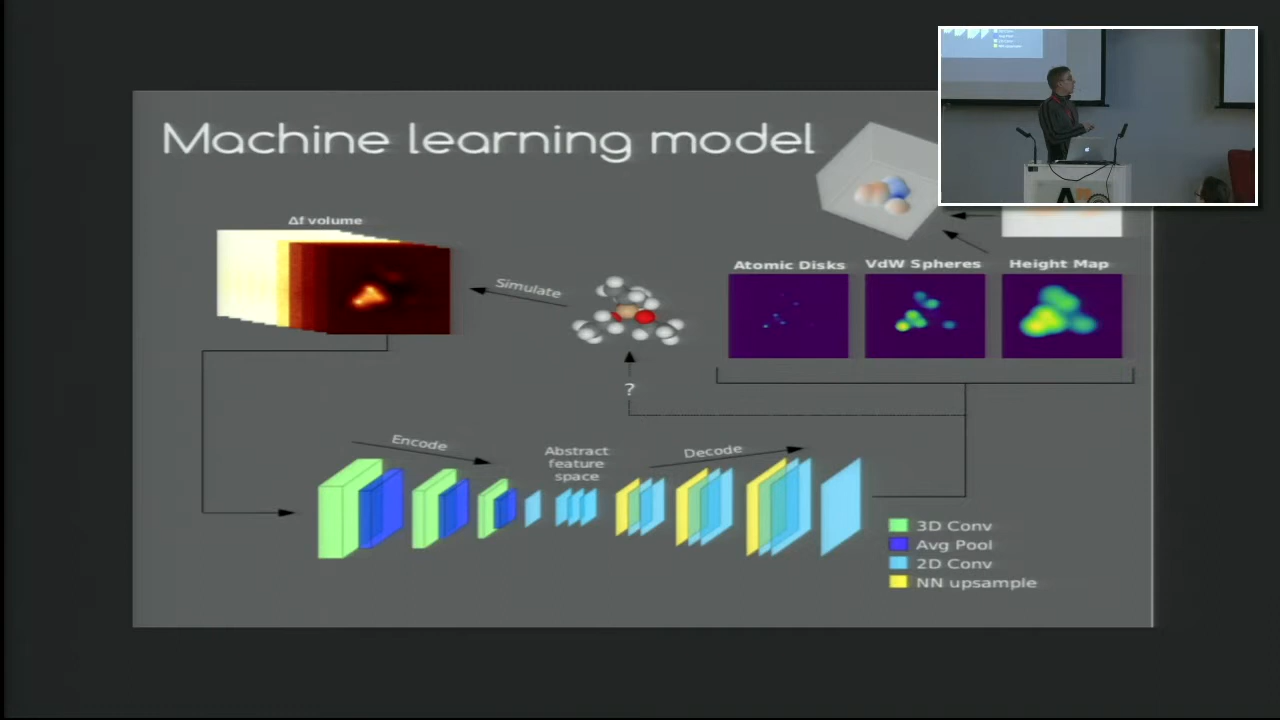 Machine learning model
Δf volume
Simulate
Atomic Disks
VdW Spheres
Height Map
?
Encode
Abstract
feature
space
Decode
3D Conv
Avg Pool
2D Conv
NN upsample